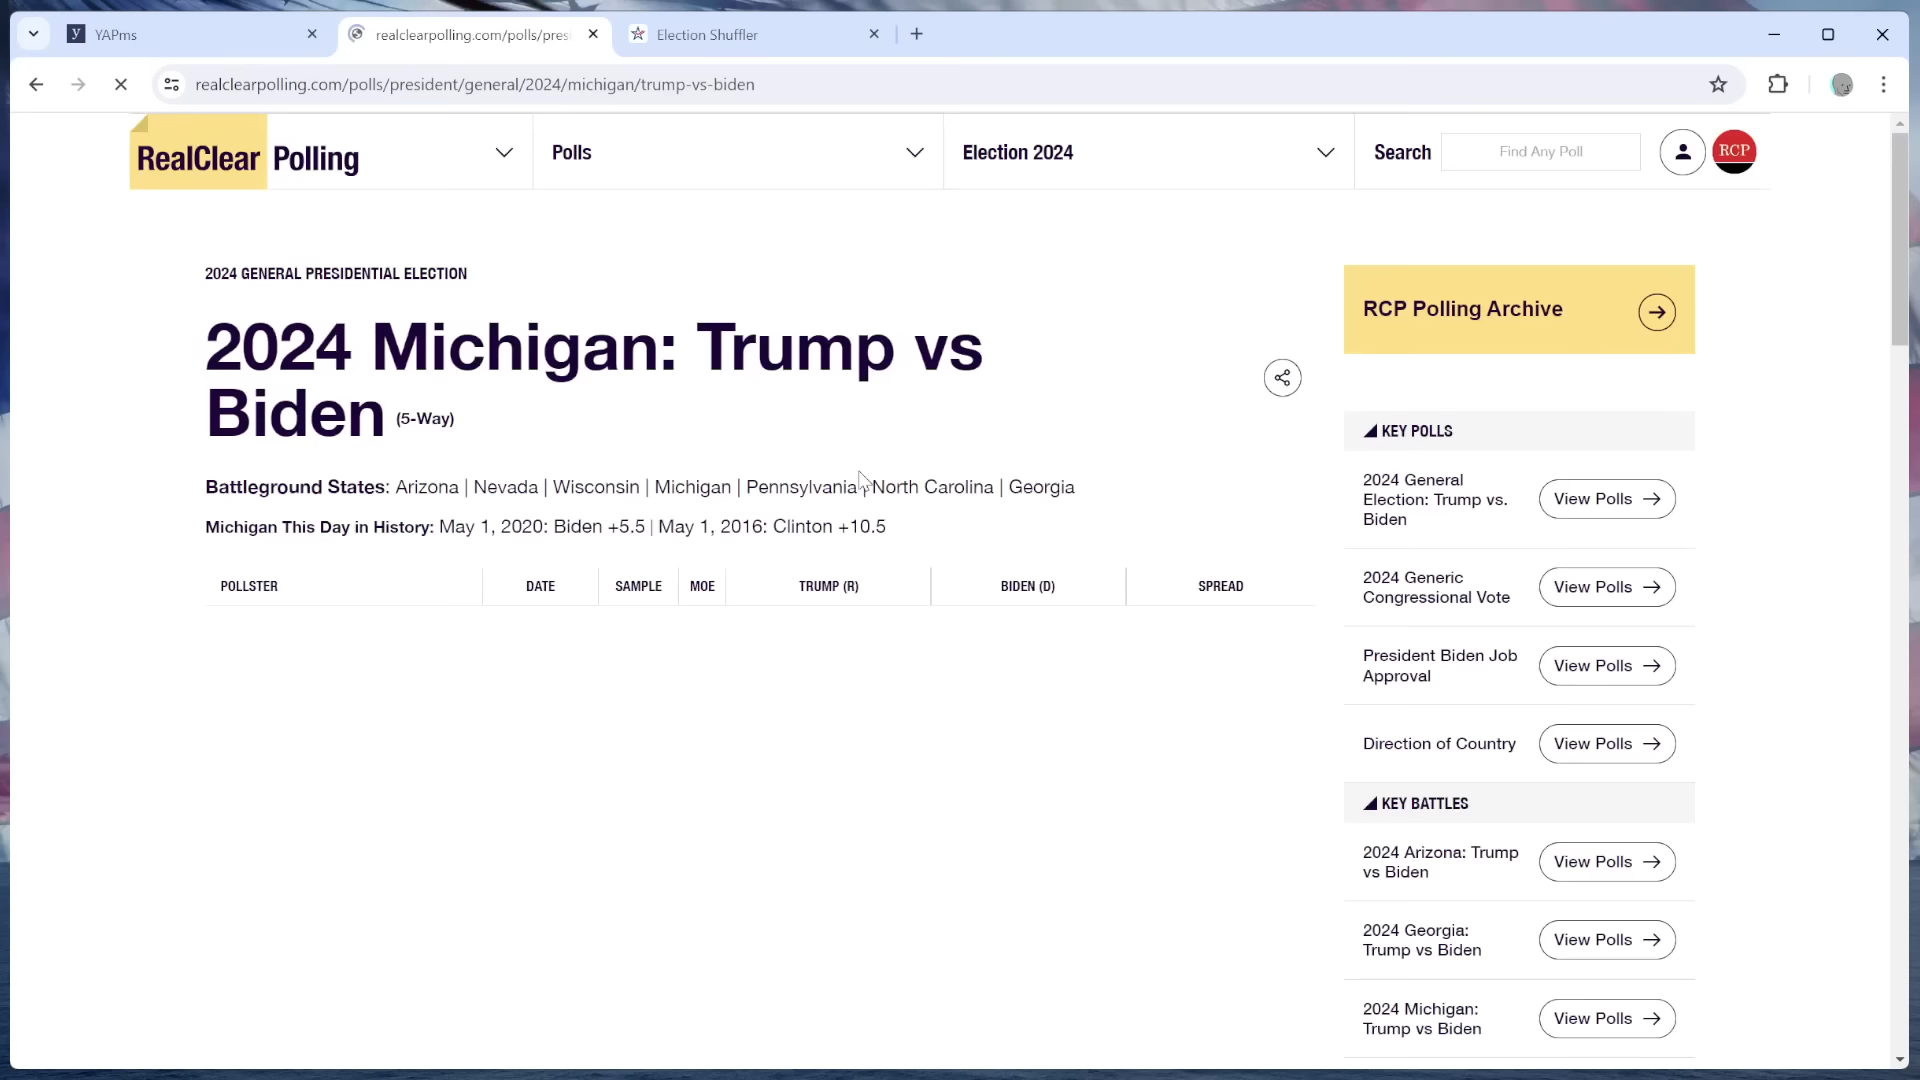 YAPms
realclearpolling.com/polls/pres
Election Shuffler
realclearpolling.com/polls/president/general/2024/michigan/trump-vs-biden
RealClear Polling
Polls
Election 2024
Search
Find Any Poll
RCP
2024 GENERAL PRESIDENTIAL ELECTION
2024 Michigan: Trump vs
Biden (5-Way)
Battleground States: Arizona | Nevada | Wisconsin | Michigan | Pennsylvania | North Carolina | Georgia
Michigan This Day in History: May 1, 2020: Biden +5.5 | May 1, 2016: Clinton +10.5
POLLSTER DATE SAMPLE MOE TRUMP (R) BIDEN (D) SPREAD
RCP Polling Archive
KEY POLLS
2024 General
Election: Trump vs.
Biden
View Polls
2024 Generic
Congressional Vote
View Polls
President Biden Job
Approval
View Polls
Direction of Country
View Polls
KEY BATTLES
2024 Arizona: Trump
vs Biden
View Polls
2024 Georgia:
Trump vs Biden
View Polls
2024 Michigan:
Trump vs Biden
View Polls